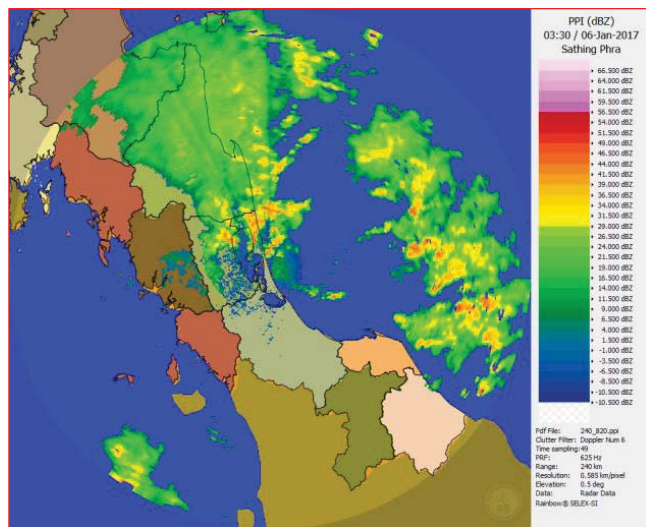 PPI (dBZ)
03:30 / 06-Jan-2017
Sathing Phra
66.500 dBZ
64.000 dBZ
61.500 dBZ
59.500 dBZ
56.500 dBZ
54.000 dBZ
51.500 dBZ
49.000 dBZ
46.500 dBZ
44.000 dBZ
41.500 dBZ
39.000 dBZ
36.500 dBZ
34.000 dBZ
31.500 dBZ
29.000 dBZ
26.500 dBZ
24.000 dBZ
21.500 dBZ
19.000 dBZ
16.500 dBZ
14.000 dBZ
11.500 dBZ
9.000 dBZ
6.500 dBZ
4.000 dBZ
1.500 dBZ
-1.000 dBZ
-3.500 dBZ
-6.500 dBZ
-8.500 dBZ
-10.500 dBZ
Pdf File: 240_820.ppi
Clutter Filter: Doppler Num 6
Time sampling: 49
PRF: 625 Hz
Range: 240 km
Resolution: 0.585 km/pixel
Elevation: 0.5 deg
Data: Radar Data
Rainbow® SELEX-SI